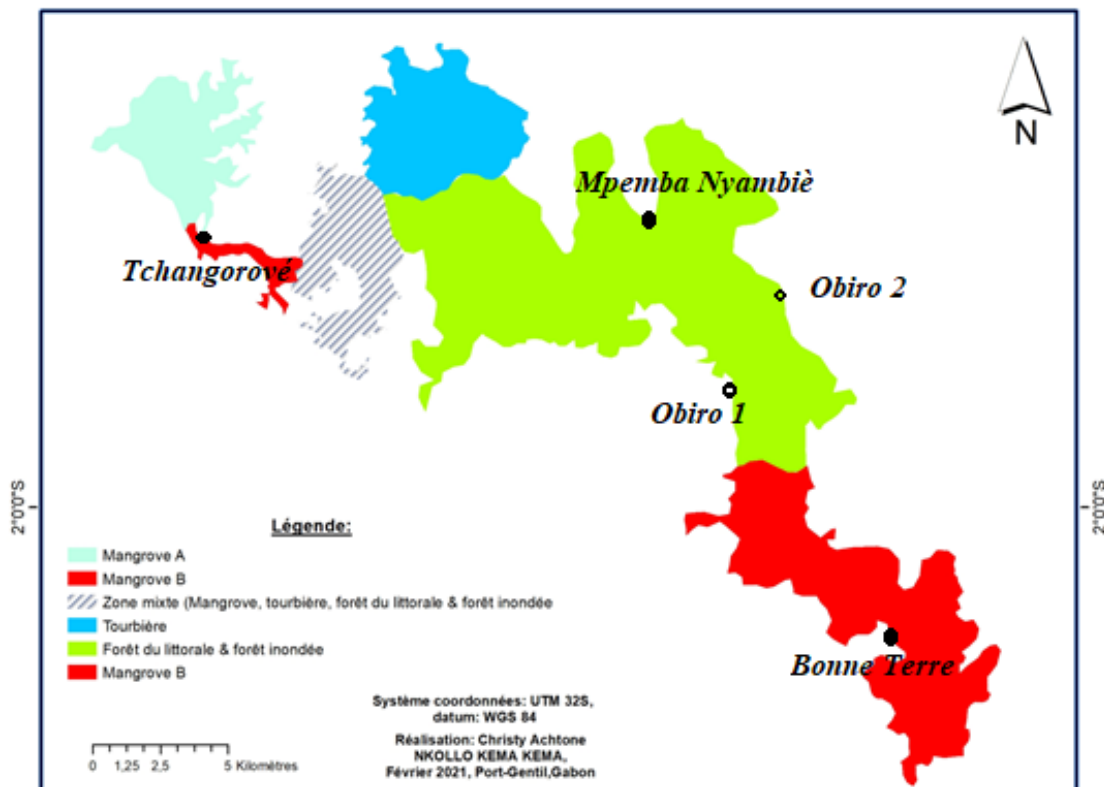 N
Mpemba Nyambiè
Tchangorové
Obiro 2
Obiro 1
2°0'0"S
2°0'0"S
Légende:
Mangrove A
Mangrove B
Zone mixte (Mangrove, tourbière, forêt du littorale & forêt inondée
Tourbière
Forêt du littorale & forêt inondée
Mangrove B
Bonne Terre
Système coordonnées: UTM 32S,
datum: WGS 84
Réalisation: Christy Achtone
NKOLLO KEMA KEMA,
Février 2021, Port-Gentil,Gabon
0 1,25 2,5 5 Kilomètres